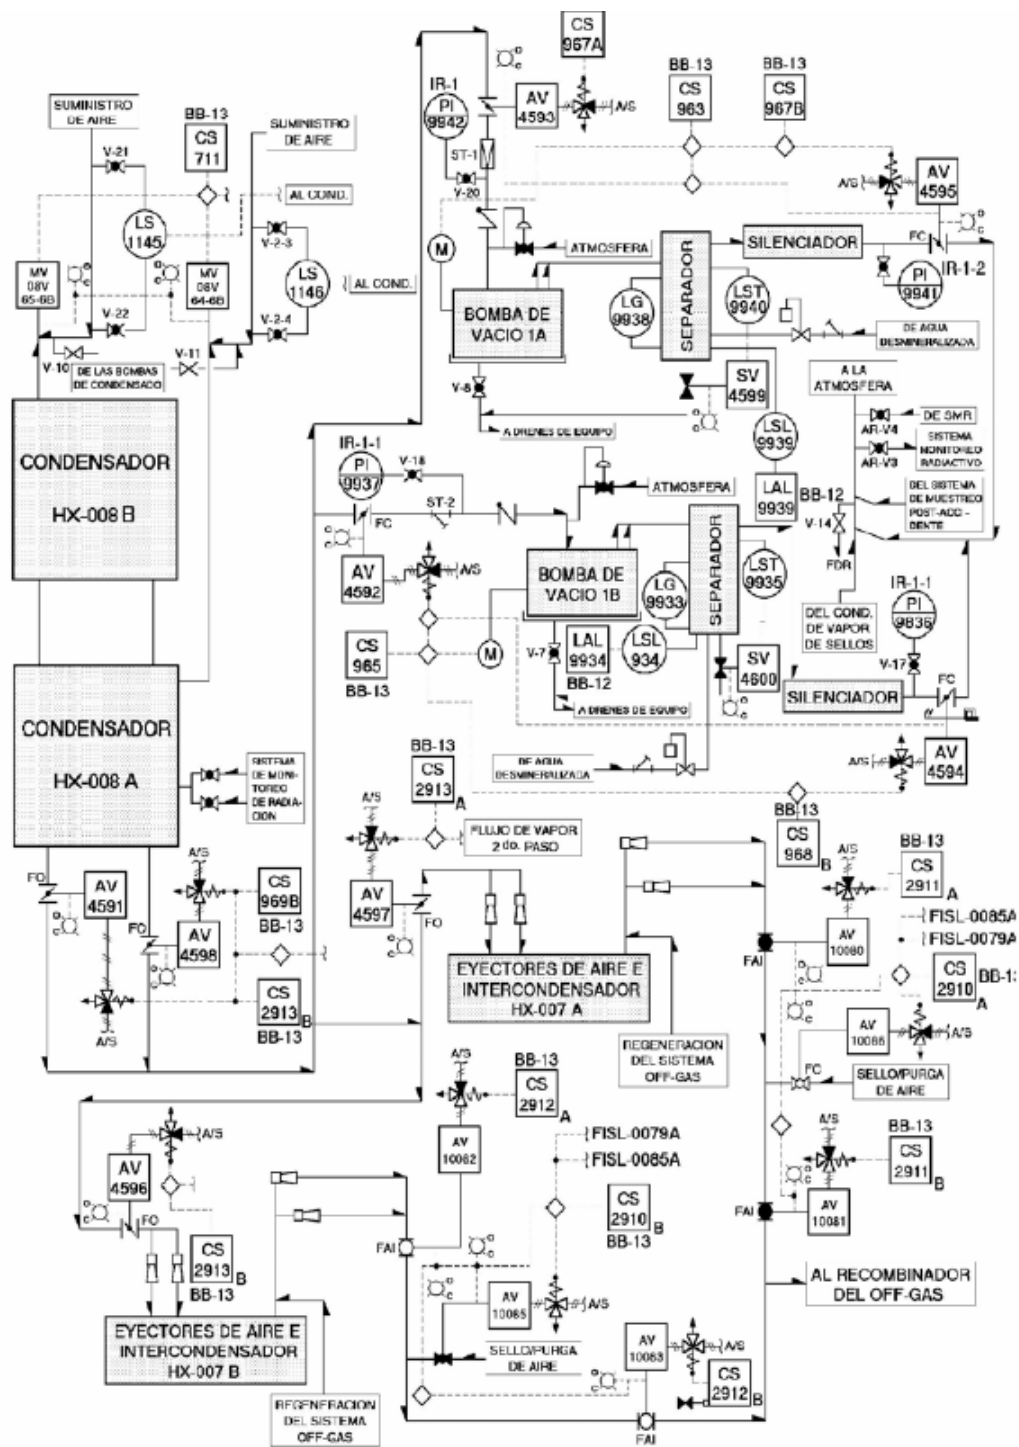 CS
967A
BB-13
CS
963
BB-13
CS
967B
IR-1
PI
9942
AV
4593
A/S
SUMINISTRO
DE AIRE
BB-13
CS
711
SUMINISTRO
DE AIRE
V-21
ST-1
V-20
A/S
AV
4595
AL COND.
LS
1145
V-2-3
M
ATMOSFERA
SILENCIADOR
FC
IR-1-2
MV
08V
65-6B
MV
08V
64-6B
LS
1146
AL COND.
BOMBA DE
VACIO 1A
LG
9938
SEPARADOR
LST
9940
PI
9941
V-22
V-2-4
V-10
V-11
DE LAS BOMBAS
DE CONDENSADO
DE AGUA
DESMINERALIZADA
V-8
SV
4599
A LA
ATMOSFERA
A DRENES DE EQUIPO
LSL
9939
AR-V4
DE SMR
CONDENSADOR
HX-008 B
IR-1-1
PI
9937
V-18
AR-V3
SISTEMA
MONITOREO
RADIACTIVO
ST-2
ATMOSFERA
LAL
9939
BB-12
DEL SISTEMA
DE MUESTREO
POST-ACCI-
DENTE
FC
V-14
FDR
AV
4592
A/S
BOMBA DE
VACIO 1B
LG
9933
SEPARADOR
LST
9935
IR-1-1
PI
9836
DEL COND.
DE VAPOR
DE SELLOS
CS
965
BB-13
M
V-7
LAL
9934
BB-12
LSL
934
SV
4600
V-17
FC
A DRENES DE EQUIPO
SILENCIADOR
CONDENSADOR
HX-008 A
SISTEMA
DE MONI-
TOREO
DE RADIA-
CION
BB-13
CS
2913
A
DE AGUA
DESMINERALIZADA
A/S
AV
4594
A/S
FLUJO DE VAPOR
2do. PASO
BB-13
CS
968
B
BB-13
CS
2911
A
A/S
FO
AV
4591
A/S
CS
969B
BB-13
AV
4597
FO
FISL-0085A
FISL-0079A
FO
AV
4598
FAI
AV
10080
CS
2910
BB-13
A
EYECTORES DE AIRE E
INTERCONDENSADOR
HX-007 A
CS
2913
B
BB-13
A/S
AV
10086
A/S
REGENERACION
DEL SISTEMA
OFF-GAS
FC
SELLO/PURGA
DE AIRE
A/S
BB-13
CS
2912
A
A/S
AV
4596
A/S
AV
10082
FISL-0079A
FISL-0085A
A/S
BB-13
CS
2911
B
FO
CS
2913
B
BB-13
CS
2910
B
BB-13
FAI
FAI
AV
10081
AV
10085
A/S
AL RECOMBINADOR
DEL OFF-GAS
EYECTORES DE AIRE E
INTERCONDENSADOR
HX-007 B
SELLO/PURGA
DE AIRE
AV
10083
A/S
CS
2912
B
REGENERACION
DEL SISTEMA
OFF-GAS
FAI